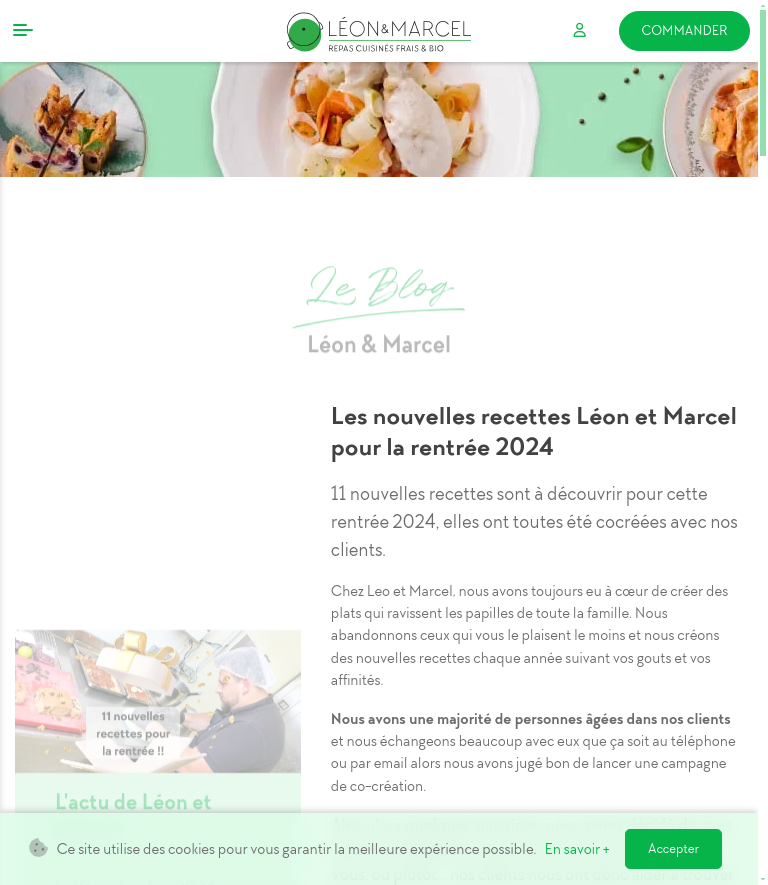 LÉON&MARCEL
REPAS CUISINÉS FRAIS & BIO
COMMANDER
Le Blog
Léon & Marcel
Les nouvelles recettes Léon et Marcel
pour la rentrée 2024
11 nouvelles recettes sont à découvrir pour cette
rentrée 2024, elles ont toutes été cocréées avec nos
clients.
Chez Leo et Marcel, nous avons toujours eu à cœur de créer des
plats qui ravissent les papilles de toute la famille. Nous
abandonnons ceux qui vous le plaisent le moins et nous créons
des nouvelles recettes chaque année suivant vos gouts et vos
affinités.
Nous avons une majorité de personnes âgées dans nos clients
et nous échangeons beaucoup avec eux que ça soit au téléphone
ou par email alors nous avons jugé bon de lancer une campagne
de co-création.
11 nouvelles
recettes pour
la rentrée !!
L'actu de Léon et
Ce site utilise des cookies pour vous garantir la meilleure expérience possible. En savoir +
Accepter